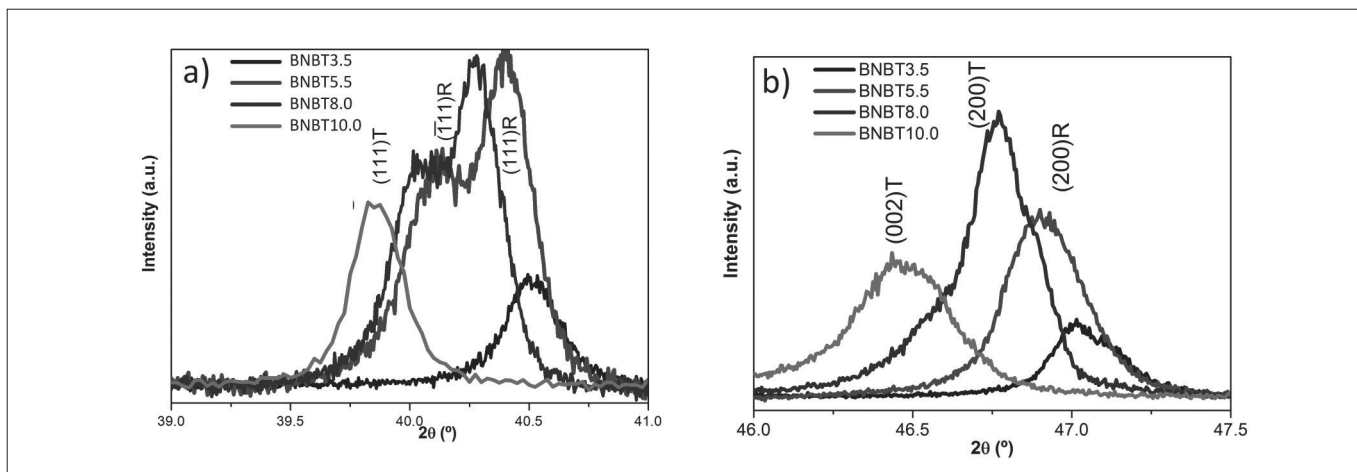 a)
BNBT3.5
BNBT5.5
BNBT8.0
BNBT10.0
(111)T
(1̄11)R
(111)R
Intensity (a.u.)
39.0 39.5 40.0 40.5 41.0
2θ (º)
b)
BNBT3.5
BNBT5.5
BNBT8.0
BNBT10.0
(002)T
(200)T
(200)R
Intensity (a.u.)
46.0 46.5 47.0 47.5
2θ (º)